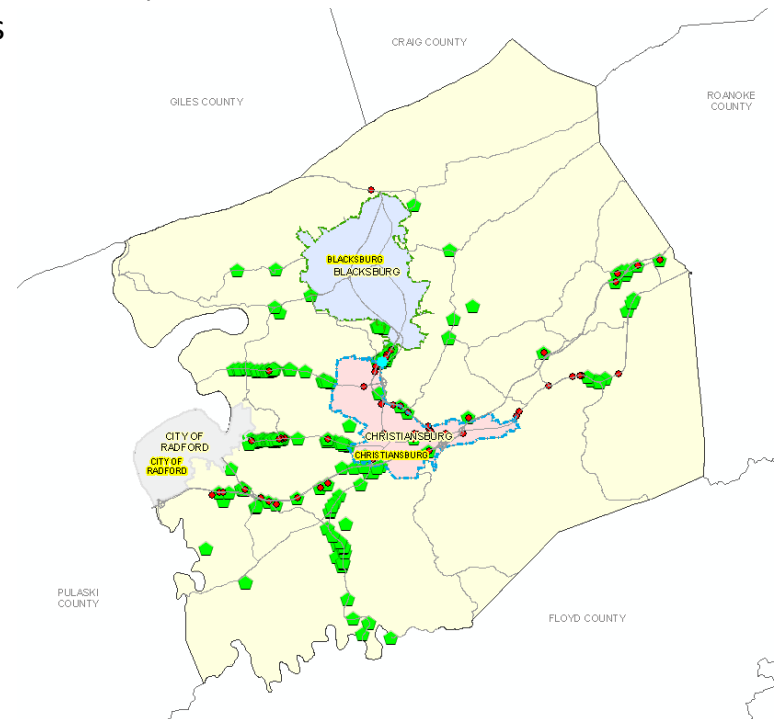 s
CRAIG COUNTY
GILES COUNTY
ROANOKE
COUNTY
BLACKSBURG
BLACKSBURG
CITY OF
RADFORD
CITY OF
RADFORD
CHRISTIANSBURG
CHRISTIANSBURG
PULASKI
COUNTY
FLOYD COUNTY